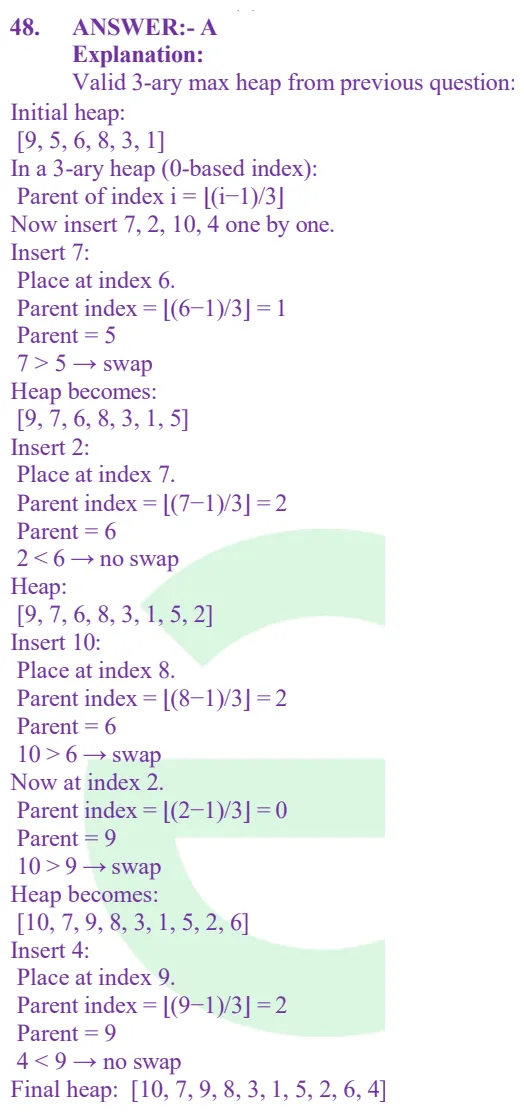 48. ANSWER:- A
Explanation:
Valid 3-ary max heap from previous question:
Initial heap:
[9, 5, 6, 8, 3, 1]
In a 3-ary heap (0-based index):
Parent of index i = ⌊(i−1)/3⌋
Now insert 7, 2, 10, 4 one by one.
Insert 7:
Place at index 6.
Parent index = ⌊(6−1)/3⌋ = 1
Parent = 5
7 > 5 → swap
Heap becomes:
[9, 7, 6, 8, 3, 1, 5]
Insert 2:
Place at index 7.
Parent index = ⌊(7−1)/3⌋ = 2
Parent = 6
2 < 6 → no swap
Heap:
[9, 7, 6, 8, 3, 1, 5, 2]
Insert 10:
Place at index 8.
Parent index = ⌊(8−1)/3⌋ = 2
Parent = 6
10 > 6 → swap
Now at index 2.
Parent index = ⌊(2−1)/3⌋ = 0
Parent = 9
10 > 9 → swap
Heap becomes:
[10, 7, 9, 8, 3, 1, 5, 2, 6]
Insert 4:
Place at index 9.
Parent index = ⌊(9−1)/3⌋ = 2
Parent = 9
4 < 9 → no swap
Final heap: [10, 7, 9, 8, 3, 1, 5, 2, 6, 4]